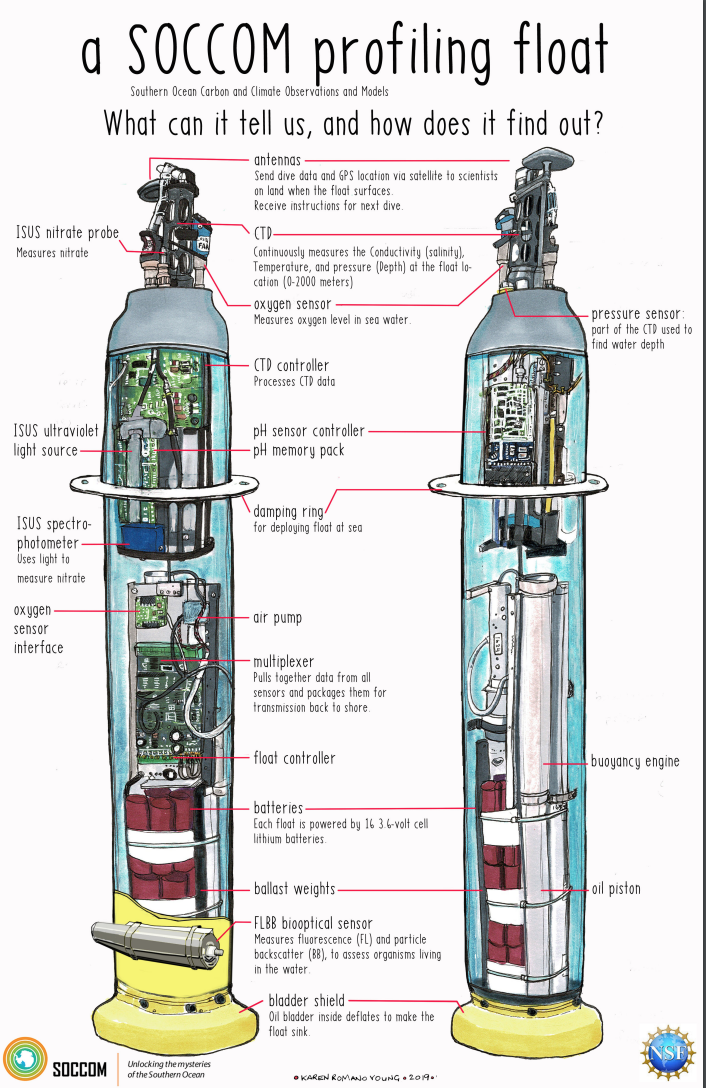 a SOCCOM profiling float
Southern Ocean Carbon and Climate Observations and Models
What can it tell us, and how does it find out?
antennas
Send dive data and GPS location via satellite to scientists
on land when the float surfaces.
Receive instructions for next dive.
ISUS nitrate probe
Measures nitrate
CTD
Continuously measures the Conductivity (salinity),
Temperature, and pressure (Depth) at the float lo-
cation (0-2000 meters)
oxygen sensor
Measures oxygen level in sea water.
pressure sensor:
part of the CTD used to
find water depth
CTD controller
Processes CTD data
ISUS ultraviolet
light source
pH sensor controller
pH memory pack
damping ring
for deploying float at sea
ISUS spectro-
photometer
Uses light to
measure nitrate
oxygen
sensor
interface
air pump
multiplexer
Pulls together data from all
sensors and packages them for
transmission back to shore.
float controller
buoyancy engine
batteries
Each float is powered by 16 3.6-volt cell
lithium batteries.
ballast weights
oil piston
FLBB biooptical sensor
Measures fluorescence (FL) and particle
backscatter (BB), to assess organisms living
in the water.
bladder shield
Oil bladder inside deflates to make the
float sink.
SOCCOM
Unlocking the mysteries
of the Southern Ocean
• KAREN ROMANO YOUNG • 2019 •
NSF